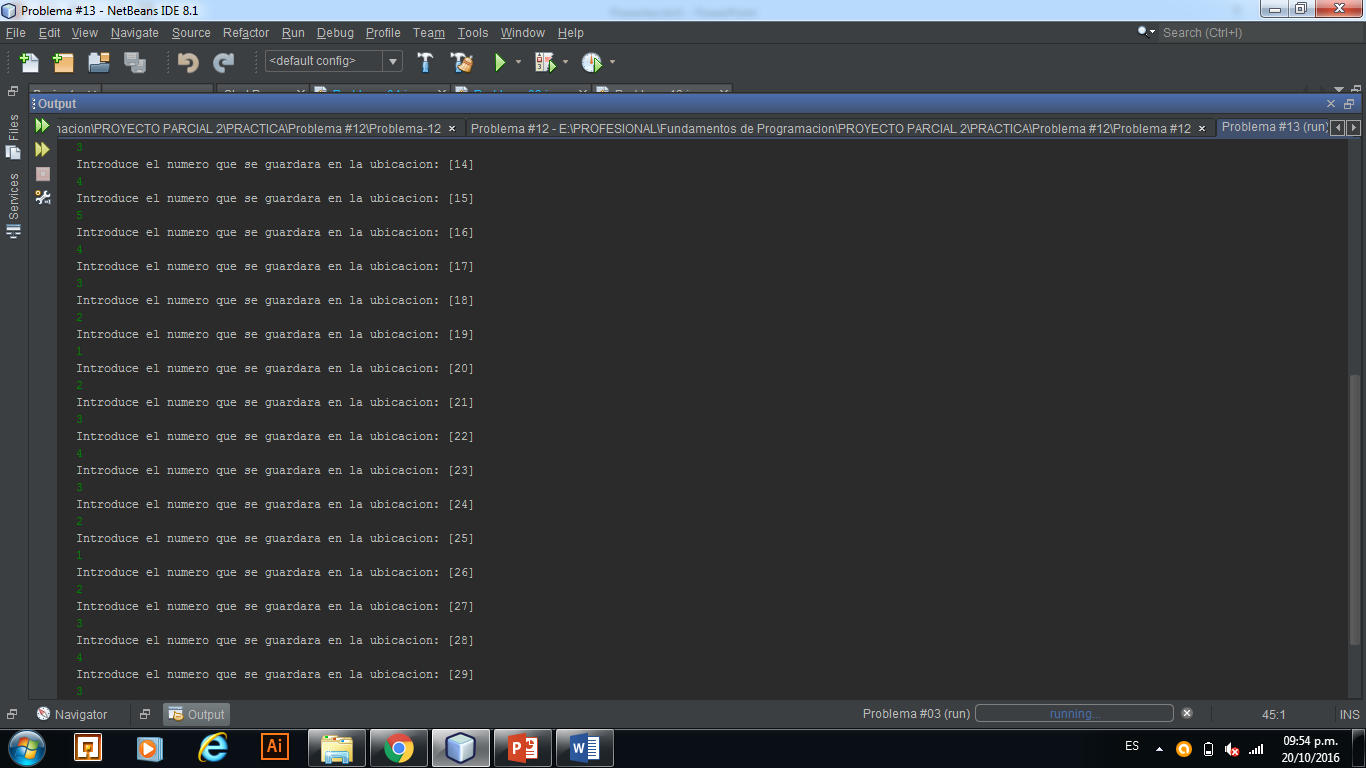 Problema #13 - NetBeans IDE 8.1
File Edit View Navigate Source Refactor Run Debug Profile Team Tools Window Help
Search (Ctrl+I)
<default config>
Output
nacion\PROYECTO PARCIAL 2\PRACTICA\Problema #12\Problema-12
Problema #12 - E:\PROFESIONAL\Fundamentos de Programacion\PROYECTO PARCIAL 2\PRACTICA\Problema #12\Problema #12
Problema #13 (run)
Files
Services
3
Introduce el numero que se guardara en la ubicacion: [14]
4
Introduce el numero que se guardara en la ubicacion: [15]
5
Introduce el numero que se guardara en la ubicacion: [16]
4
Introduce el numero que se guardara en la ubicacion: [17]
3
Introduce el numero que se guardara en la ubicacion: [18]
2
Introduce el numero que se guardara en la ubicacion: [19]
1
Introduce el numero que se guardara en la ubicacion: [20]
2
Introduce el numero que se guardara en la ubicacion: [21]
3
Introduce el numero que se guardara en la ubicacion: [22]
4
Introduce el numero que se guardara en la ubicacion: [23]
3
Introduce el numero que se guardara en la ubicacion: [24]
2
Introduce el numero que se guardara en la ubicacion: [25]
1
Introduce el numero que se guardara en la ubicacion: [26]
2
Introduce el numero que se guardara en la ubicacion: [27]
3
Introduce el numero que se guardara en la ubicacion: [28]
4
Introduce el numero que se guardara en la ubicacion: [29]
3
Navigator
Output
Problema #03 (run)
running...
45:1
INS
Ai
ES
09:54 p.m.
20/10/2016